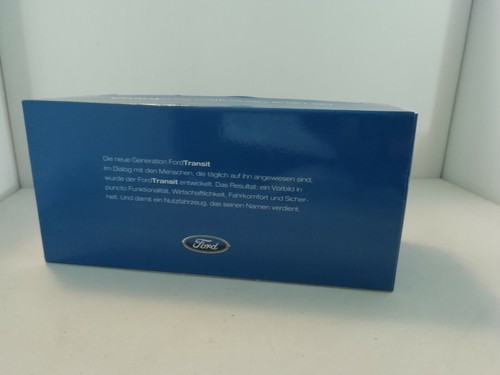 Die neue Generation FordTransit
im Dialog mit den Menschen, die täglich auf ihn angewiesen sind,
wurde der FordTransit entwickelt. Das Resultat: ein Vorbild in
puncto Funktionalität, Wirtschaftlichkeit, Fahrkomfort und Sicher-
heit. Und damit ein Nutzfahrzeug, das seinen Namen verdient.
Ford